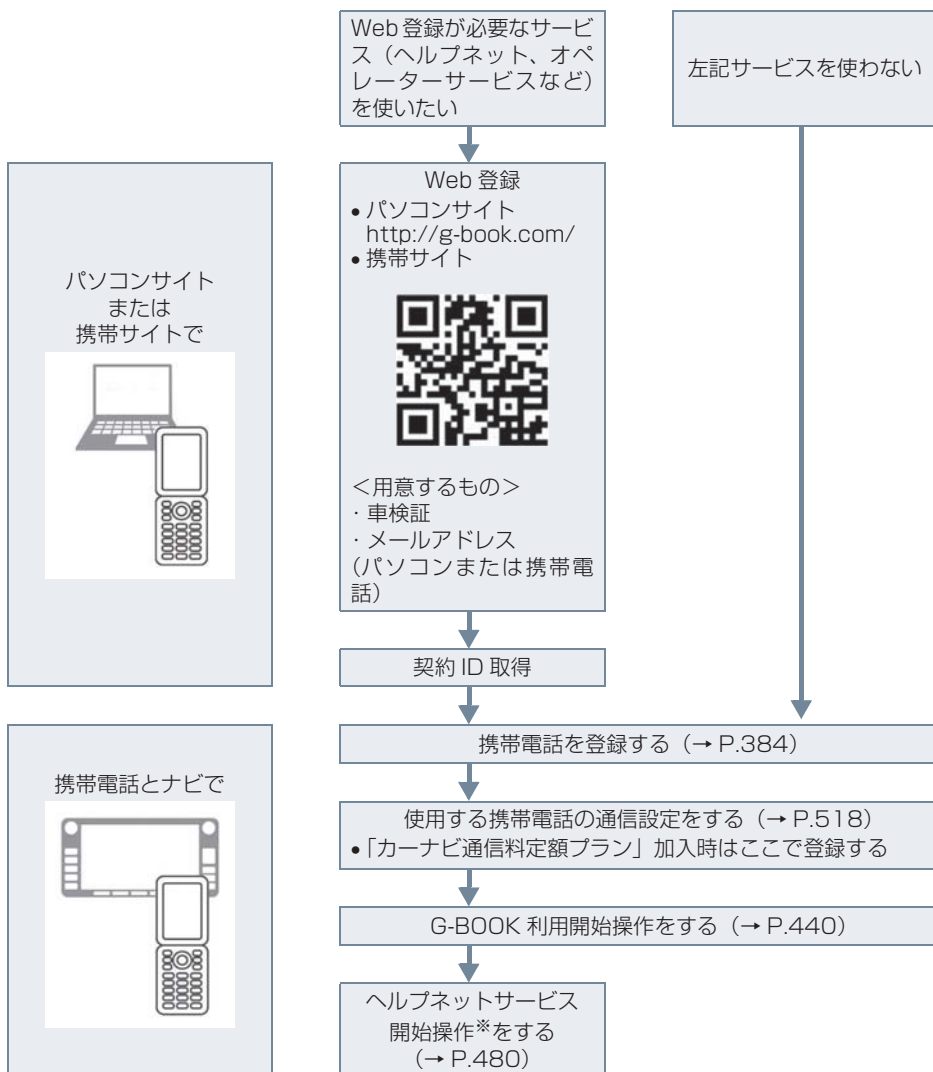 Web 登録が必要なサービ
ス（ヘルプネット、オペ
レーターサービスなど）
を使いたい
左記サービスを使わない
パソコンサイト
または
携帯サイトで
Web 登録
• パソコンサイト
http://g-book.com/
• 携帯サイト
＜用意するもの＞
・車検証
・メールアドレス
(パソコンまたは携帯電
話）
契約 ID 取得
携帯電話とナビで
携帯電話を登録する（→ P.384）
使用する携帯電話の通信設定をする（→ P.518）
•「カーナビ通信料定額プラン」加入時はここで登録する
G-BOOK 利用開始操作をする（→ P.440）
ヘルプネットサービス
開始操作※をする
（→ P.480）